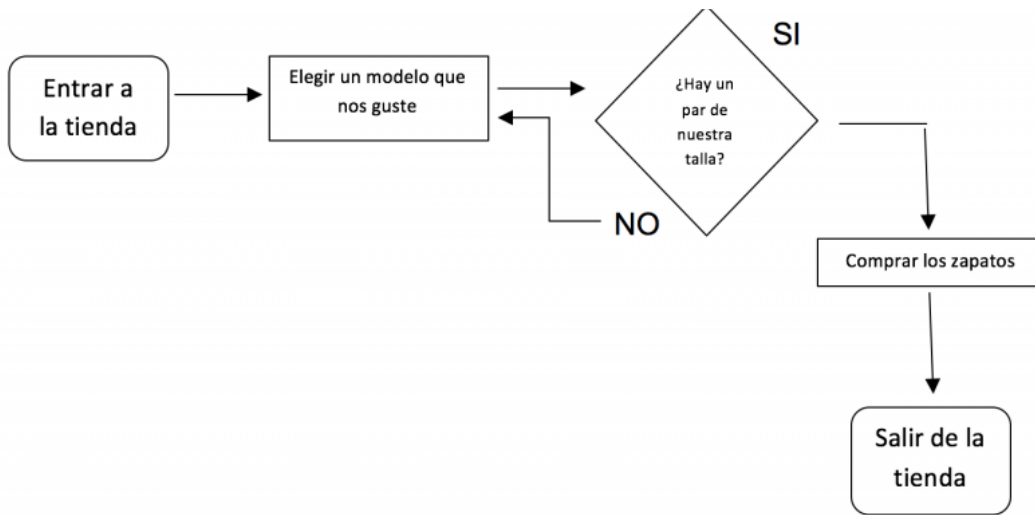 Entrar a
la tienda
Elegir un modelo que
nos guste
¿Hay un
par de
nuestra
talla?
SI
NO
Comprar los zapatos
Salir de la
tienda